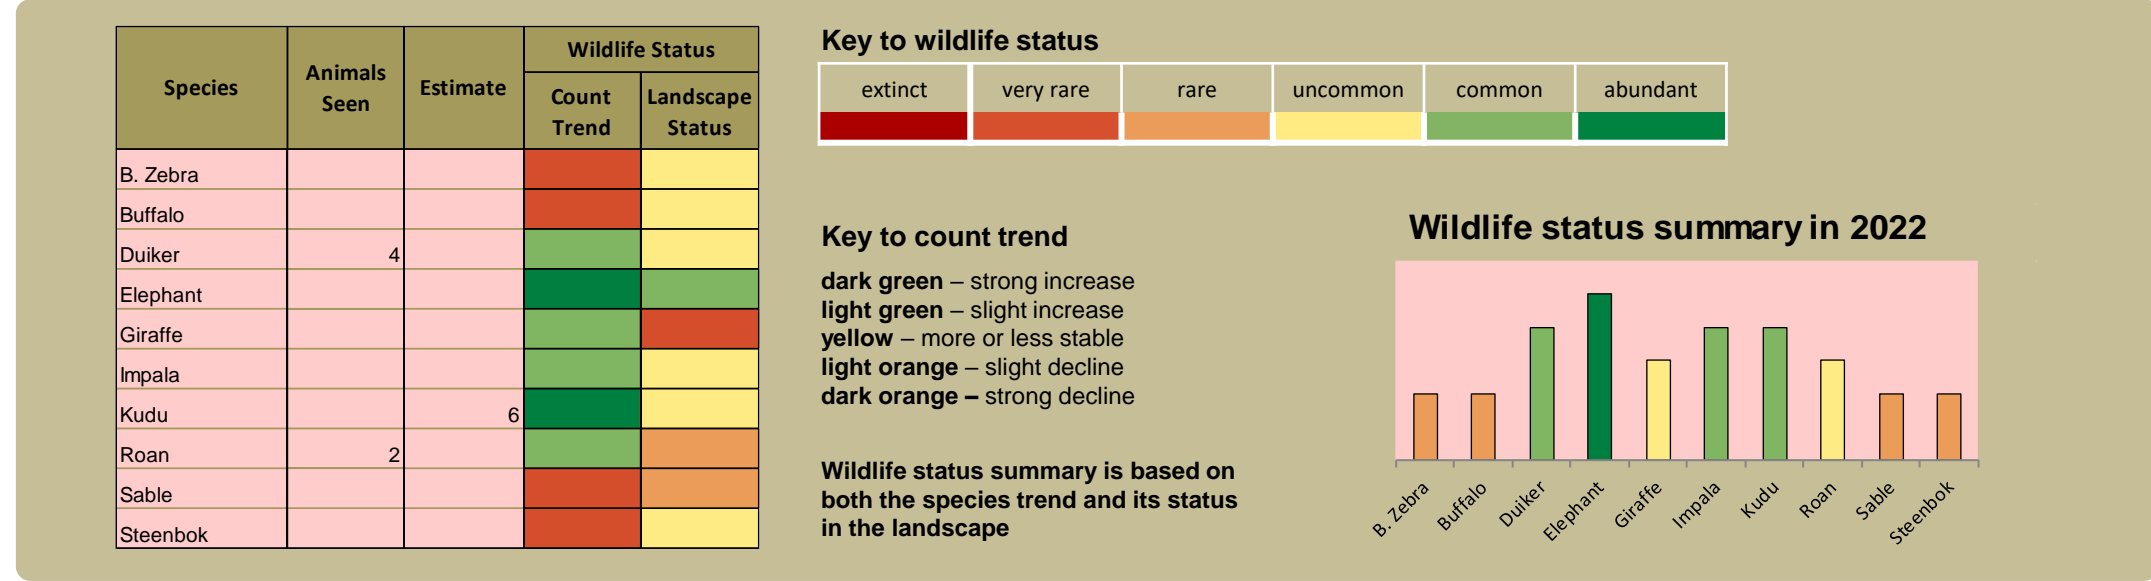 Species
Animals
Seen
Estimate
Wildlife Status
Count
Trend
Landscape
Status
B. Zebra
Buffalo
Duiker 4
Elephant
Giraffe
Impala
Kudu 6
Roan 2
Sable
Steenbok
Key to wildlife status
extinct very rare rare uncommon common abundant
Key to count trend
dark green – strong increase
light green – slight increase
yellow – more or less stable
light orange – slight decline
dark orange – strong decline
Wildlife status summary is based on
both the species trend and its status
in the landscape
Wildlife status summary in 2022
B. Zebra
Buffalo
Duiker
Elephant
Giraffe
Impala
Kudu
Roan
Sable
Steenbok